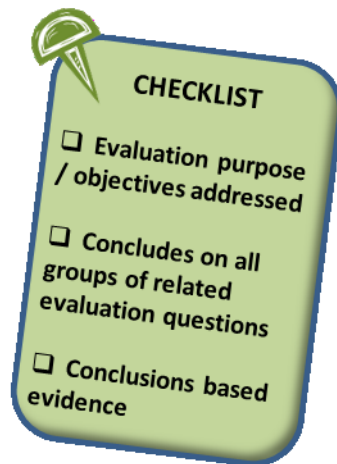 CHECKLIST
❑ Evaluation purpose
/ objectives addressed
❑ Concludes on all
groups of related
evaluation questions
❑ Conclusions based
evidence